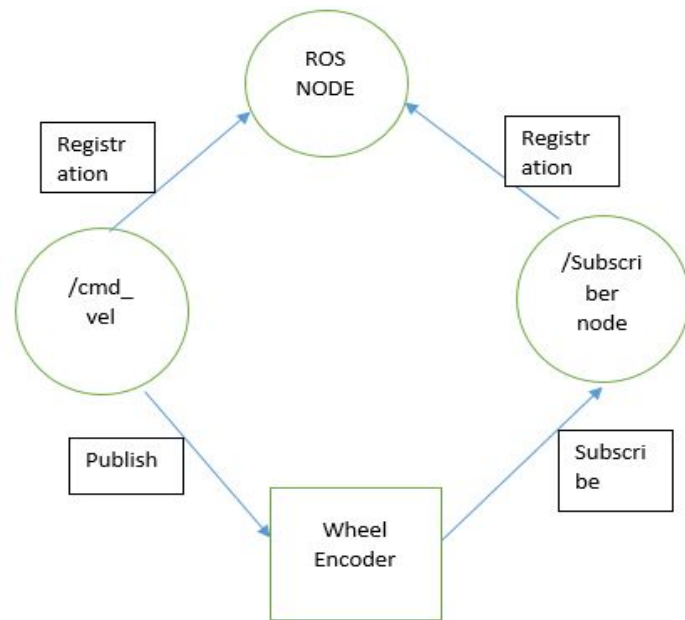 ROS
NODE
Registr
ation
Registr
ation
/cmd_
vel
/Subscri
ber
node
Publish
Subscri
be
Wheel
Encoder